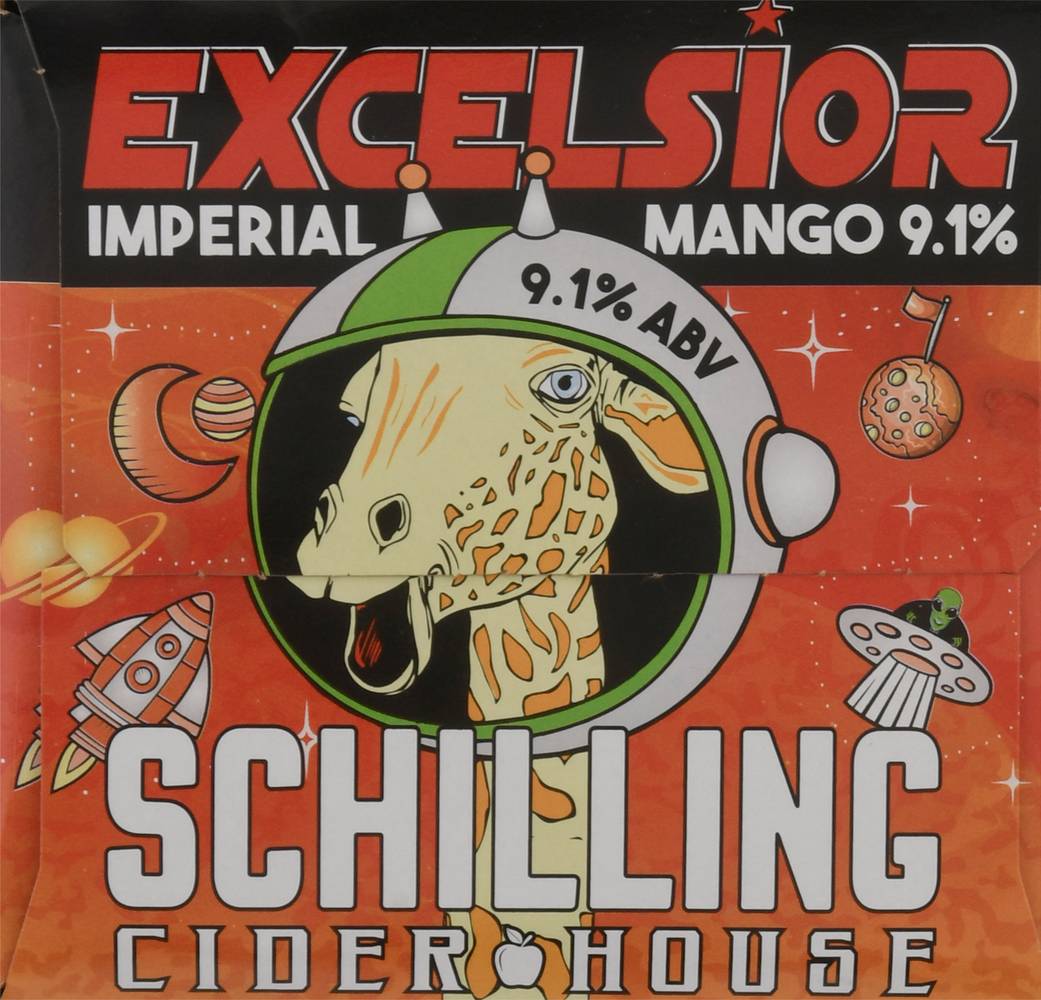 EXCELSIOR
IMPERIAL MANGO 9.1%
9.1% ABV
SCHILLING
CIDER HOUSE